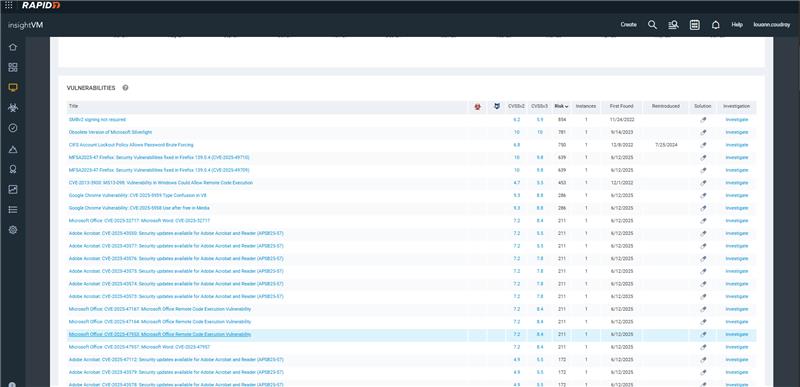 RAPID7
insightVM
Create
Help
louann.coudray
VULNERABILITIES
Title CVSSv2 CVSSv3 Risk Instances First Found Reintroduced Solution Investigation
SMBv2 signing not required 6.2 5.9 854 1 11/24/2022 Investigate
Obsolete Version of Microsoft Silverlight 10 10 781 1 9/14/2023 Investigate
CIFS Account Lockout Policy Allows Password Brute Forcing 6.8 750 1 12/8/2022 7/25/2024 Investigate
MFSA2025-47 Firefox: Security Vulnerabilities fixed in Firefox 139.0.4 (CVE-2025-49710) 10 9.8 639 1 6/12/2025 Investigate
MFSA2025-47 Firefox: Security Vulnerabilities fixed in Firefox 139.0.4 (CVE-2025-49709) 10 9.8 639 1 6/12/2025 Investigate
CVE-2013-3900: MS13-098: Vulnerability in Windows Could Allow Remote Code Execution 4.7 5.5 453 1 12/1/2022 Investigate
Google Chrome Vulnerability: CVE-2025-5959 Type Confusion in V8 9.3 8.8 286 1 6/12/2025 Investigate
Google Chrome Vulnerability: CVE-2025-5958 Use after free in Media 9.3 8.8 286 1 6/12/2025 Investigate
Microsoft Office: CVE-2025-32717: Microsoft Word: CVE-2025-32717 7.2 8.4 211 1 6/12/2025 Investigate
Adobe Acrobat: CVE-2025-43550: Security updates available for Adobe Acrobat and Reader (APSB25-57) 7.2 5.5 211 1 6/12/2025 Investigate
Adobe Acrobat: CVE-2025-43577: Security updates available for Adobe Acrobat and Reader (APSB25-57) 7.2 5.5 211 1 6/12/2025 Investigate
Adobe Acrobat: CVE-2025-43576: Security updates available for Adobe Acrobat and Reader (APSB25-57) 7.2 7.8 211 1 6/12/2025 Investigate
Adobe Acrobat: CVE-2025-43575: Security updates available for Adobe Acrobat and Reader (APSB25-57) 7.2 7.8 211 1 6/12/2025 Investigate
Adobe Acrobat: CVE-2025-43574: Security updates available for Adobe Acrobat and Reader (APSB25-57) 7.2 7.8 211 1 6/12/2025 Investigate
Adobe Acrobat: CVE-2025-43573: Security updates available for Adobe Acrobat and Reader (APSB25-57) 7.2 5.5 211 1 6/12/2025 Investigate
Microsoft Office: CVE-2025-47167: Microsoft Office Remote Code Execution Vulnerability 7.2 8.4 211 1 6/12/2025 Investigate
Microsoft Office: CVE-2025-47164: Microsoft Office Remote Code Execution Vulnerability 7.2 8.4 211 1 6/12/2025 Investigate
Microsoft Office: CVE-2025-47953: Microsoft Office Remote Code Execution Vulnerability 7.2 8.4 211 1 6/12/2025 Investigate
Microsoft Office: CVE-2025-47957: Microsoft Word: CVE-2025-47957 7.2 8.4 211 1 6/12/2025 Investigate
Adobe Acrobat: CVE-2025-47112: Security updates available for Adobe Acrobat and Reader (APSB25-57) 4.9 5.5 172 1 6/12/2025 Investigate
Adobe Acrobat: CVE-2025-43579: Security updates available for Adobe Acrobat and Reader (APSB25-57) 4.9 5.5 172 1 6/12/2025 Investigate
Adobe Acrobat: CVE-2025-43578: Security updates available for Adobe Acrobat and Reader (APSB25-57) 4.9 5.5 172 1 6/12/2025 Investigate